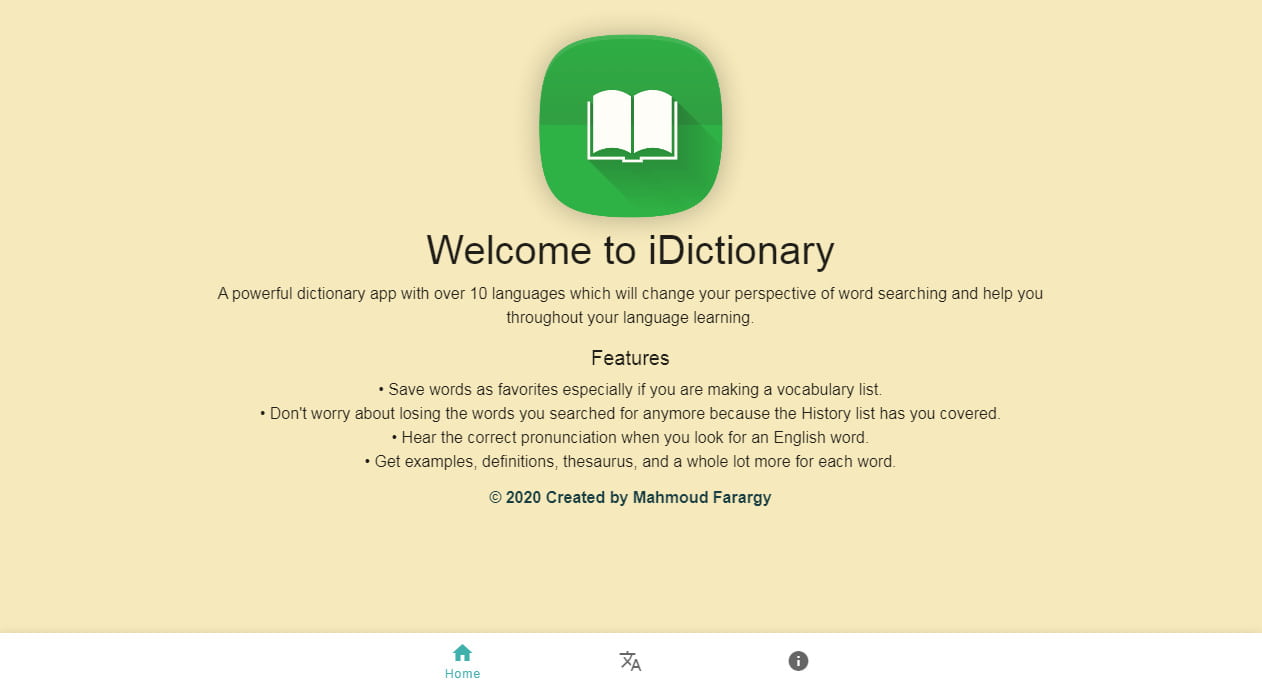 Welcome to iDictionary
A powerful dictionary app with over 10 languages which will change your perspective of word searching and help you
throughout your language learning.
Features
• Save words as favorites especially if you are making a vocabulary list.
• Don't worry about losing the words you searched for anymore because the History list has you covered.
• Hear the correct pronunciation when you look for an English word.
• Get examples, definitions, thesaurus, and a whole lot more for each word.
© 2020 Created by Mahmoud Farargy
Home